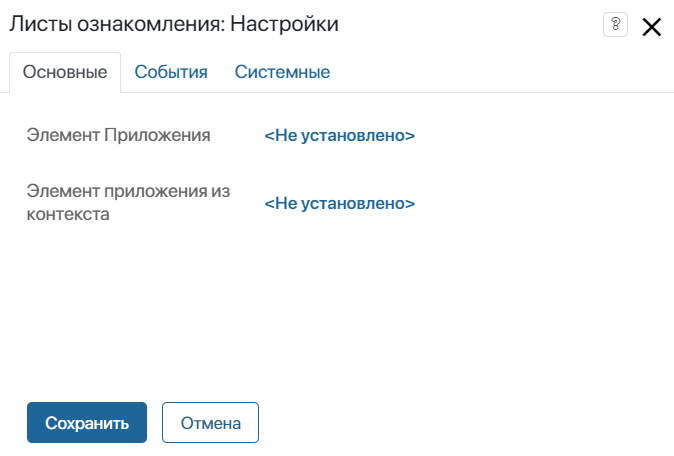 Листы ознакомления: Настройки
?
Основные События Системные
Элемент Приложения <Не установлено>
Элемент приложения из
контекста <Не установлено>
Сохранить Отмена